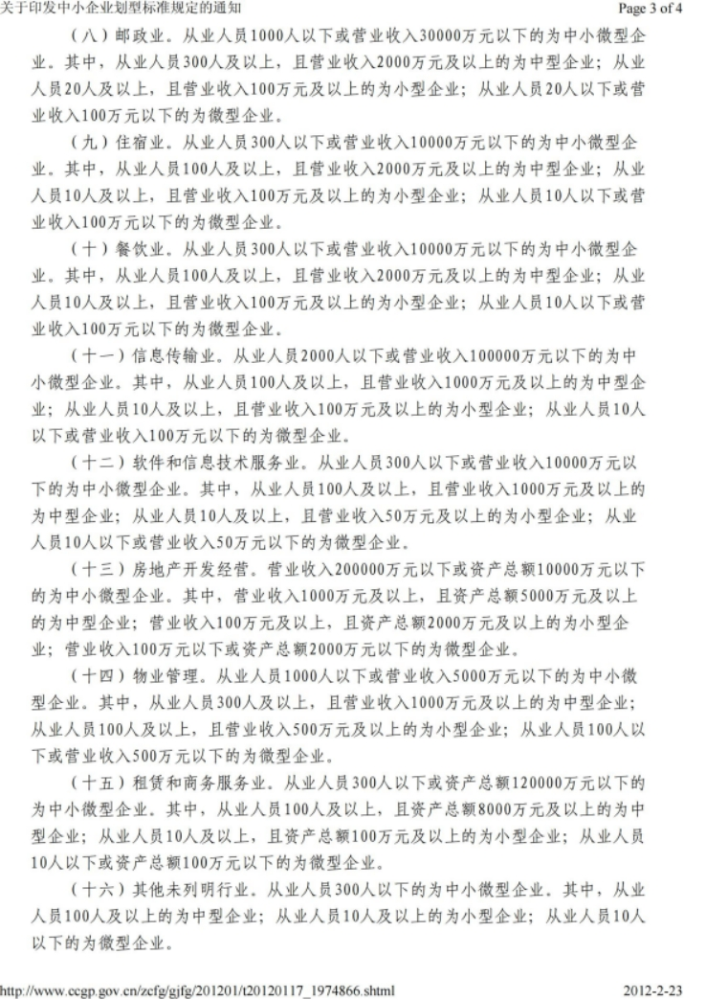 关于印发中小企业划型标准规定的通知
Page 3 of 4
（八）邮政业。从业人员1000人以下或营业收入30000万元以下的为中小微型企
业。其中，从业人员300人及以上，且营业收入2000万元及以上的为中型企业；从业
人员20人及以上，且营业收入100万元及以上的为小型企业；从业人员20人以下或营
业收入100万元以下的为微型企业。
（九）住宿业。从业人员300人以下或营业收入10000万元以下的为中小微型企
业。其中，从业人员100人及以上，且营业收入2000万元及以上的为中型企业；从业
人员10人及以上，且营业收入100万元及以上的为小型企业；从业人员10人以下或营
业收入100万元以下的为微型企业。
（十）餐饮业。从业人员300人以下或营业收入10000万元以下的为中小微型企
业。其中，从业人员100人及以上，且营业收入2000万元及以上的为中型企业；从业
人员10人及以上，且营业收入100万元及以上的为小型企业；从业人员10人以下或营
业收入100万元以下的为微型企业。
（十一）信息传输业。从业人员2000人以下或营业收入100000万元以下的为中
小微型企业。其中，从业人员100人及以上，且营业收入1000万元及以上的为中型企
业；从业人员10人及以上，且营业收入100万元及以上的为小型企业；从业人员10人
以下或营业收入100万元以下的为微型企业。
（十二）软件和信息技术服务业。从业人员300人以下或营业收入10000万元以
下的为中小微型企业。其中，从业人员100人及以上，且营业收入1000万元及以上的
为中型企业；从业人员10人及以上，且营业收入50万元及以上的为小型企业；从业
人员10人以下或营业收入50万元以下的为微型企业。
（十三）房地产开发经营。营业收入200000万元以下或资产总额10000万元以下
的为中小微型企业。其中，营业收入1000万元及以上，且资产总额5000万元及以上
的为中型企业；营业收入100万元及以上，且资产总额2000万元及以上的为小型企
业；营业收入100万元以下或资产总额2000万元以下的为微型企业。
（十四）物业管理。从业人员1000人以下或营业收入5000万元以下的为中小微
型企业。其中，从业人员300人及以上，且营业收入1000万元及以上的为中型企业；
从业人员100人及以上，且营业收入500万元及以上的为小型企业；从业人员100人以
下或营业收入500万元以下的为微型企业。
（十五）租赁和商务服务业。从业人员300人以下或资产总额120000万元以下的
为中小微型企业。其中，从业人员100人及以上，且资产总额8000万元及以上的为中
型企业；从业人员10人及以上，且资产总额100万元及以上的为小型企业；从业人员
10人以下或资产总额100万元以下的为微型企业。
（十六）其他未列明行业。从业人员300人以下的为中小微型企业。其中，从业
人员100人及以上的为中型企业；从业人员10人及以上的为小型企业；从业人员10人
以下的为微型企业。
http://www.ccgp.gov.cn/zcfg/gjfg/201201/t20120117_1974866.shtml
2012-2-23